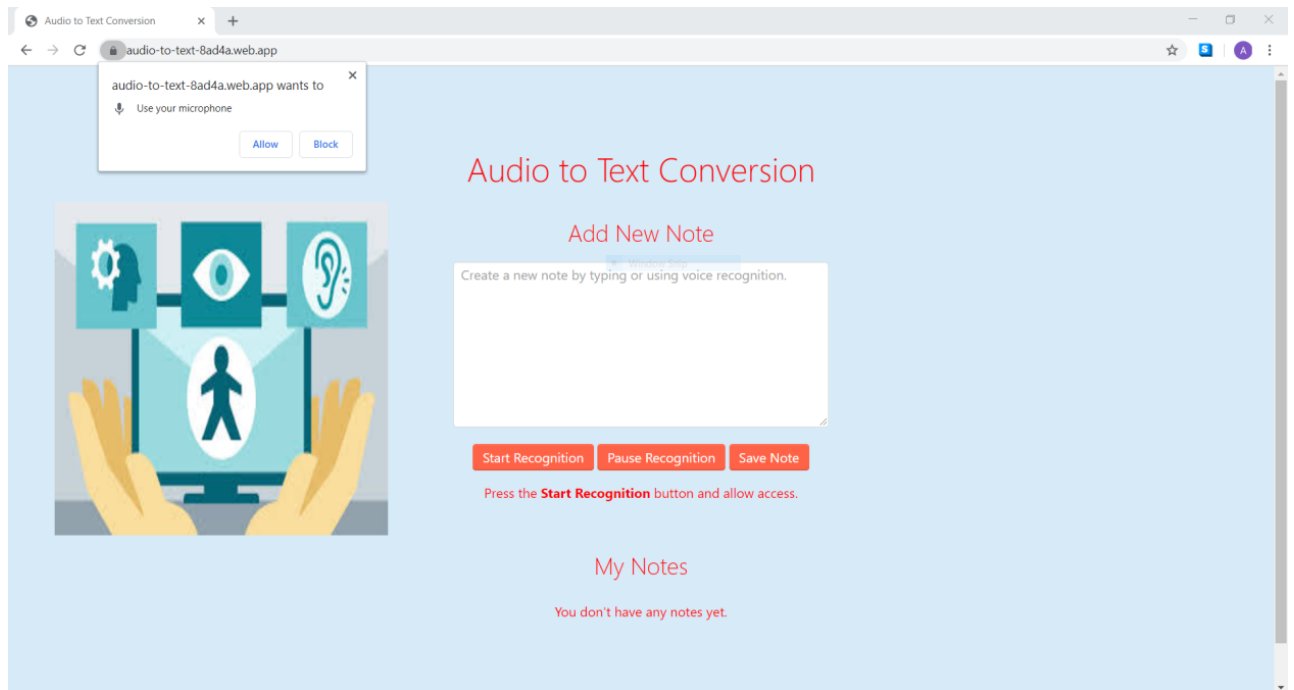 Audio to Text Conversion
audio-to-text-8ad4a.web.app
A
audio-to-text-8ad4a.web.app wants to
Use your microphone
Allow Block
Audio to Text Conversion
Add New Note
Window Snip
Create a new note by typing or using voice recognition.
Start Recognition Pause Recognition Save Note
Press the Start Recognition button and allow access.
My Notes
You don't have any notes yet.